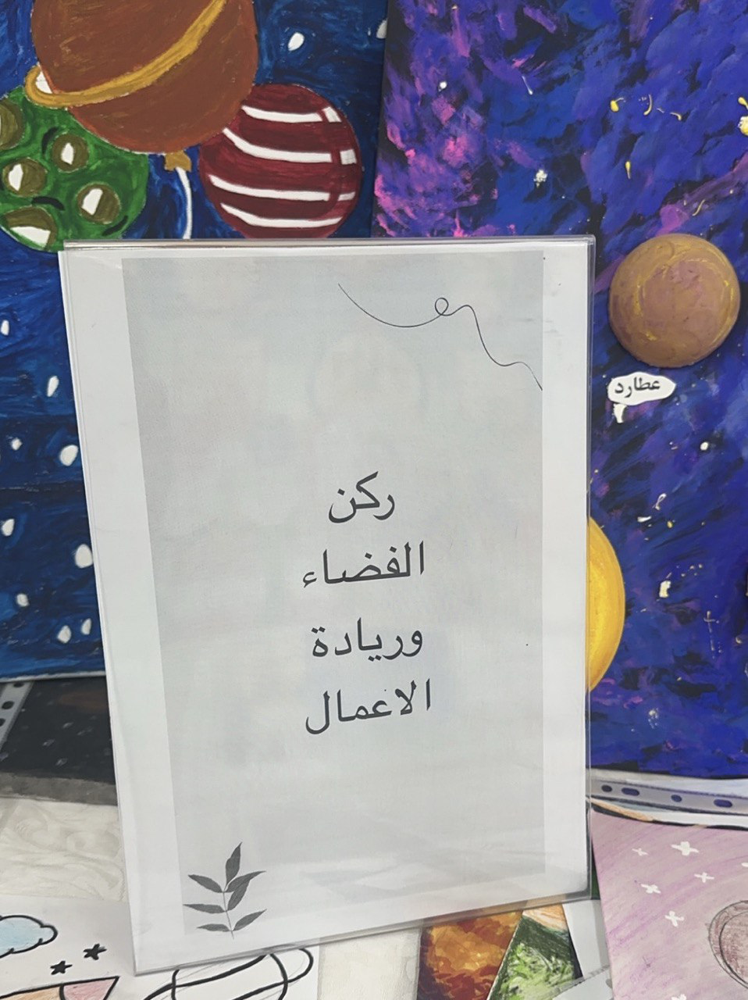 ركن
الفضاء
وريادة
الاعمال
عطارد